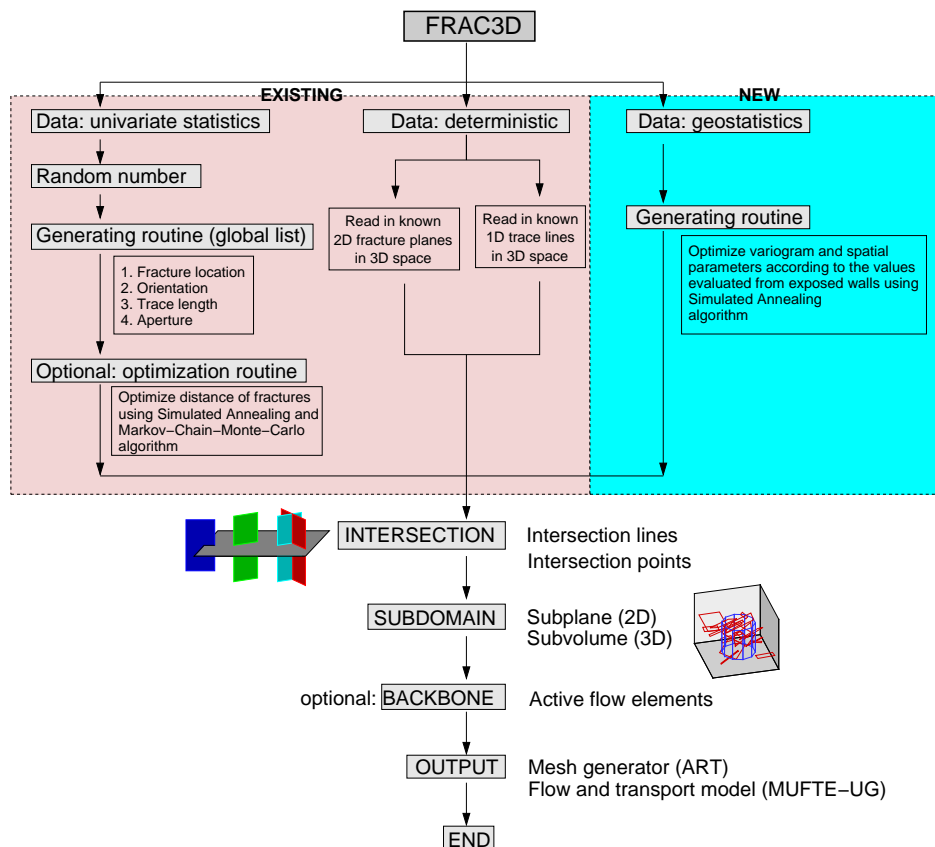 FRAC3D
EXISTING
NEW
Data: univariate statistics
Data: deterministic
Data: geostatistics
Random number
Generating routine (global list)
1. Fracture location
2. Orientation
3. Trace length
4. Aperture
Optional: optimization routine
Optimize distance of fractures
using Simulated Annealing and
Markov−Chain−Monte−Carlo
algorithm
Read in known
2D fracture planes
in 3D space
Read in known
1D trace lines
in 3D space
Generating routine
Optimize variogram and spatial
parameters according to the values
evaluated from exposed walls using
Simulated Annealing
algorithm
INTERSECTION
Intersection lines
Intersection points
SUBDOMAIN
Subplane (2D)
Subvolume (3D)
optional: BACKBONE
Active flow elements
OUTPUT
Mesh generator (ART)
Flow and transport model (MUFTE−UG)
END